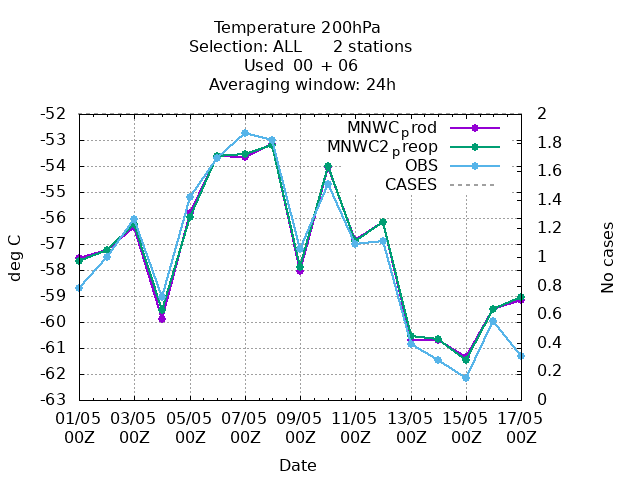 Temperature 200hPa
Selection: ALL 2 stations
Used 00 + 06
Averaging window: 24h
MNWC_prod
MNWC2_preop
OBS
CASES
deg C
-52
-53
-54
-55
-56
-57
-58
-59
-60
-61
-62
-63
2
1.8
1.6
1.4
1.2
1
0.8
0.6
0.4
0.2
0
No cases
01/05 03/05 05/05 07/05 09/05 11/05 13/05 15/05 17/05
00Z 00Z 00Z 00Z 00Z 00Z 00Z 00Z 00Z
Date